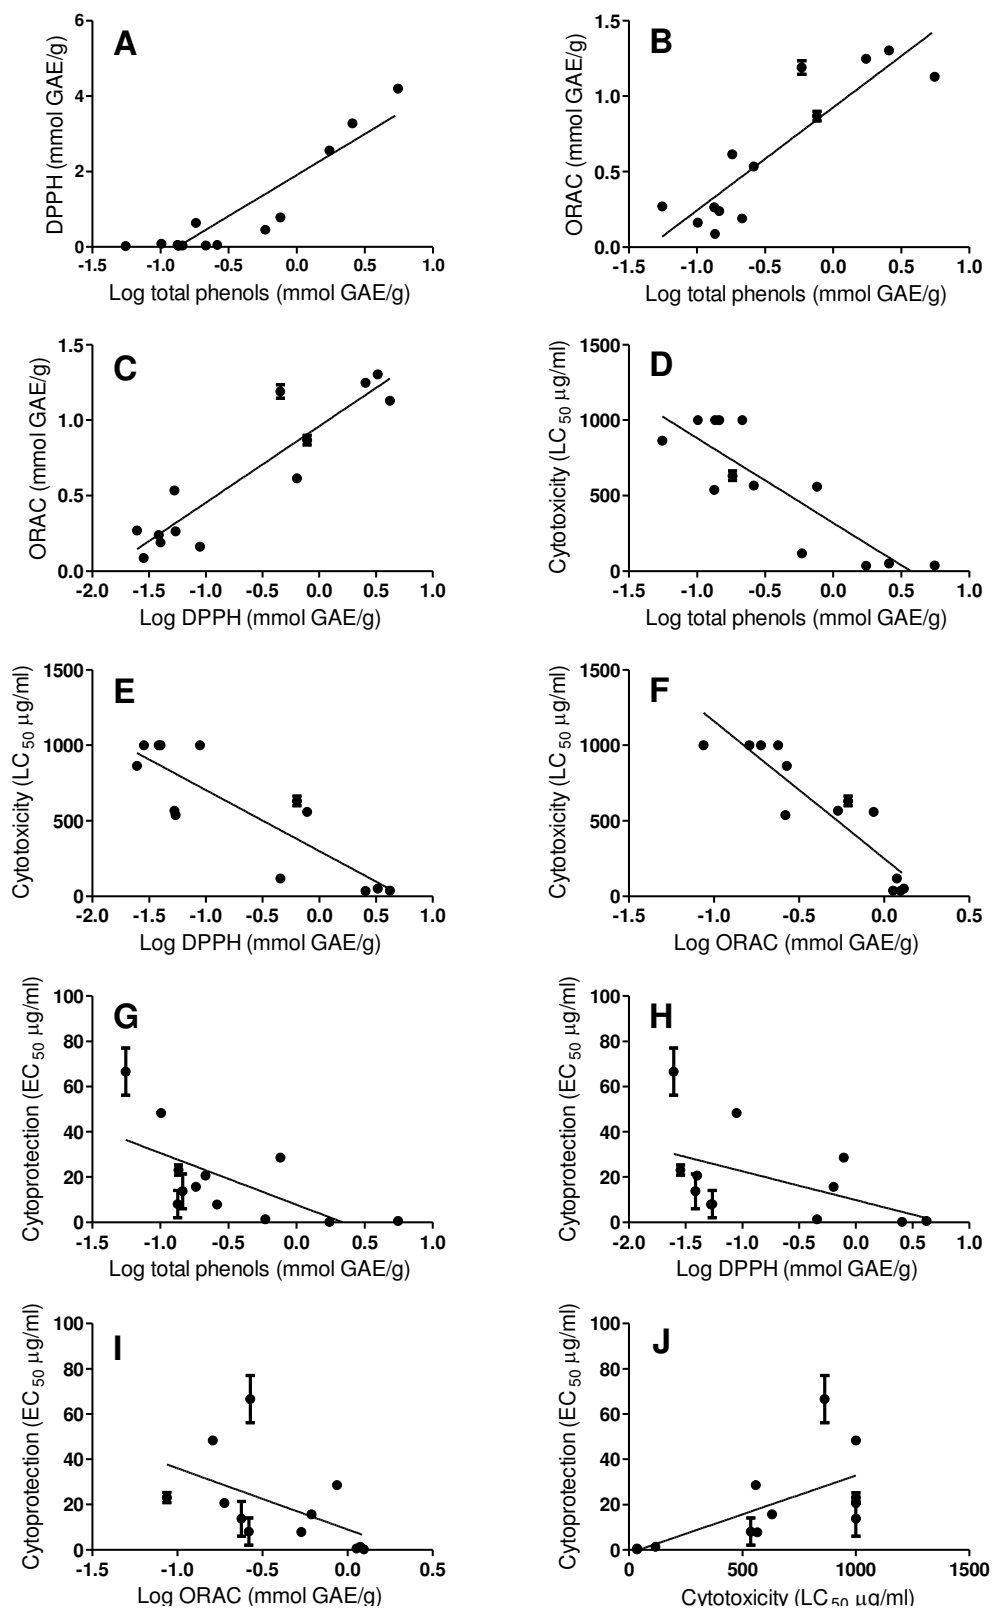 A
DPPH (mmol GAE/g)
6
4
2
0
-1.5 -1.0 -0.5 0.0 0.5 1.0
Log total phenols (mmol GAE/g)
B
ORAC (mmol GAE/g)
1.5
1.0
0.5
0.0
-1.5 -1.0 -0.5 0.0 0.5 1.0
Log total phenols (mmol GAE/g)
C
ORAC (mmol GAE/g)
1.5
1.0
0.5
0.0
-2.0 -1.5 -1.0 -0.5 0.0 0.5 1.0
Log DPPH (mmol GAE/g)
D
Cytotoxicity (LC50 µg/ml)
1500
1000
500
0
-1.5 -1.0 -0.5 0.0 0.5 1.0
Log total phenols (mmol GAE/g)
E
Cytotoxicity (LC50 µg/ml)
1500
1000
500
0
-2.0 -1.5 -1.0 -0.5 0.0 0.5 1.0
Log DPPH (mmol GAE/g)
F
Cytotoxicity (LC50 µg/ml)
1500
1000
500
0
-1.5 -1.0 -0.5 0.0 0.5
Log ORAC (mmol GAE/g)
G
Cytoprotection (EC50 µg/ml)
100
80
60
40
20
0
-1.5 -1.0 -0.5 0.0 0.5 1.0
Log total phenols (mmol GAE/g)
H
Cytoprotection (EC50 µg/ml)
100
80
60
40
20
0
-2.0 -1.5 -1.0 -0.5 0.0 0.5 1.0
Log DPPH (mmol GAE/g)
I
Cytoprotection (EC50 µg/ml)
100
80
60
40
20
0
-1.5 -1.0 -0.5 0.0 0.5
Log ORAC (mmol GAE/g)
J
Cytoprotection (EC50 µg/ml)
100
80
60
40
20
0
0 500 1000 1500
Cytotoxicity (LC50 µg/ml)